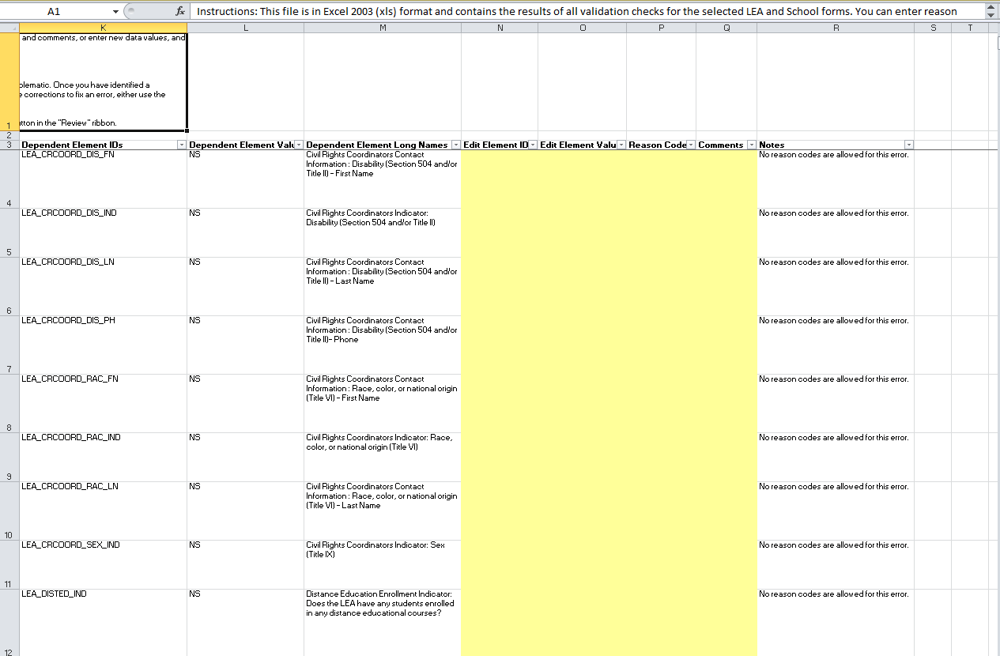 A1 fx Instructions: This file is in Excel 2003 (xls) format and contains the results of all validation checks for the selected LEA and School forms. You can enter reason
K L M N O P Q R S T
and comments, or enter new data values, and
blematic. Once you have identified a
corrections to fix an error, either use the
1 tton in the "Review" ribbon.
2
3 Dependent Element IDs Dependent Element Valu Dependent Element Long Names Edit Element ID Edit Element Valu Reason Code Comments Notes
LEA_CRCOORD_DIS_FN NS Civil Rights Coordinators Contact No reason codes are allowed for this error.
Information : Disability (Section 504 and/or
Title II) - First Name
4
LEA_CRCOORD_DIS_IND NS Civil Rights Coordinators Indicator: No reason codes are allowed for this error.
Disability (Section 504 and/or Title II)
5
LEA_CRCOORD_DIS_LN NS Civil Rights Coordinators Contact No reason codes are allowed for this error.
Information : Disability (Section 504 and/or
Title II) - Last Name
6
LEA_CRCOORD_DIS_PH NS Civil Rights Coordinators Contact No reason codes are allowed for this error.
Information : Disability (Section 504 and/or
Title II)- Phone
7
LEA_CRCOORD_RAC_FN NS Civil Rights Coordinators Contact No reason codes are allowed for this error.
Information : Race, color, or national origin
(Title VI) - First Name
8
LEA_CRCOORD_RAC_IND NS Civil Rights Coordinators Indicator: Race, No reason codes are allowed for this error.
color, or national origin (Title VI)
9
LEA_CRCOORD_RAC_LN NS Civil Rights Coordinators Contact No reason codes are allowed for this error.
Information : Race, color, or national origin
(Title VI) - Last Name
10
LEA_CRCOORD_SEX_IND NS Civil Rights Coordinators Indicator: Sex No reason codes are allowed for this error.
(Title IX)
11
LEA_DISTED_IND NS Distance Education Enrollment Indicator: No reason codes are allowed for this error.
Does the LEA have any students enrolled
in any distance educational courses?
12